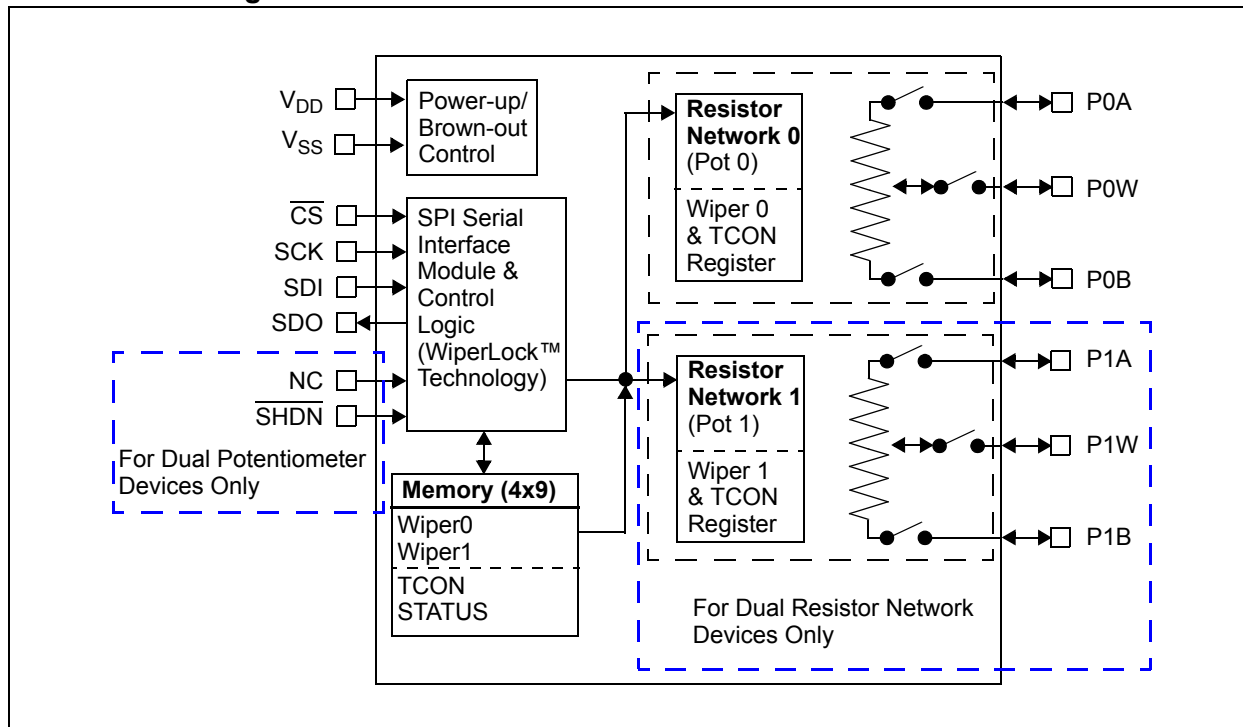 V_DD
V_SS
Power-up/
Brown-out
Control
CS
SCK
SDI
SDO
NC
SHDN
SPI Serial
Interface
Module &
Control
Logic
(WiperLock™
Technology)
For Dual Potentiometer
Devices Only
Memory (4x9)
Wiper0
Wiper1
TCON
STATUS
Resistor
Network 0
(Pot 0)
Wiper 0
& TCON
Register
P0A
P0W
P0B
Resistor
Network 1
(Pot 1)
Wiper 1
& TCON
Register
P1A
P1W
P1B
For Dual Resistor Network
Devices Only